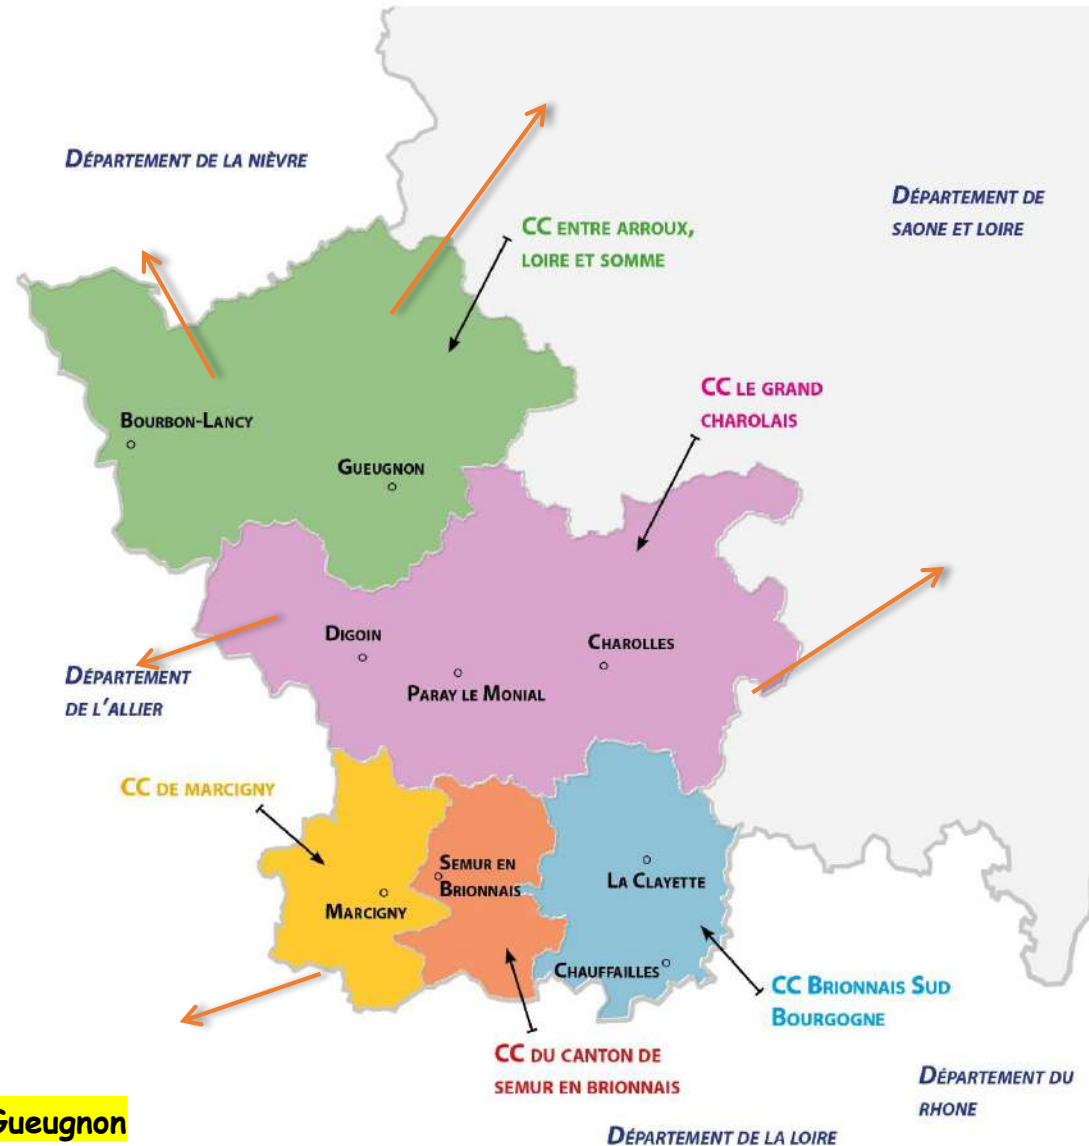 DÉPARTEMENT DE LA NIÈVRE
DÉPARTEMENT DE
SAONE ET LOIRE
CC ENTRE ARROUX,
LOIRE ET SOMME
CC LE GRAND
CHAROLAIS
BOURBON-LANCY
GUEUGNON
DIGOIN
CHAROLLES
PARAY LE MONIAL
DÉPARTEMENT
DE L'ALLIER
CC DE MARCIGNY
SEMUR EN
BRIONNAIS
LA CLAYETTE
MARCIGNY
CHAUFFAILLES
CC BRIONNAIS SUD
BOURGOGNE
CC DU CANTON DE
SEMUR EN BRIONNAIS
DÉPARTEMENT DU
RHONE
Gueugnon
DÉPARTEMENT DE LA LOIRE